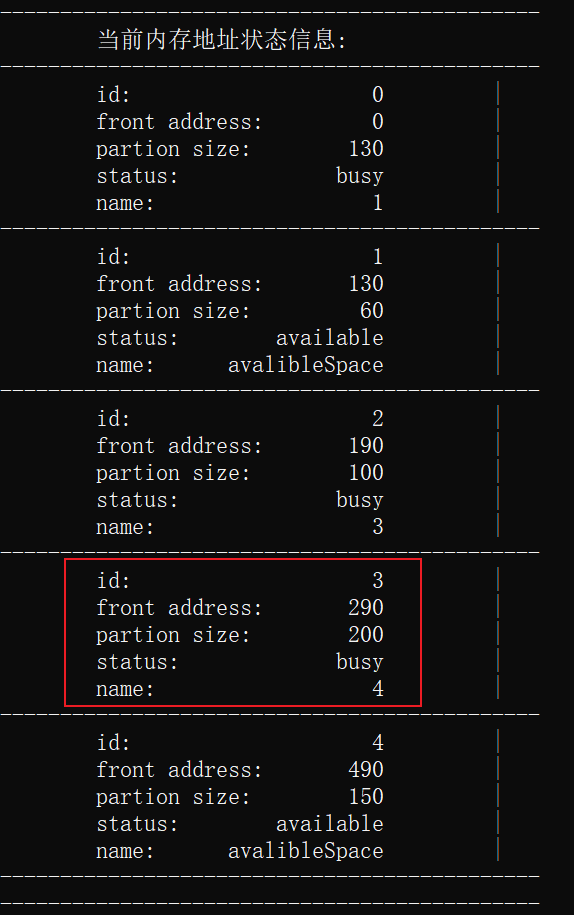 当前内存地址状态信息:
id: 0
front address: 0
partion size: 130
status: busy
name: 1
id: 1
front address: 130
partion size: 60
status: available
name: avalibleSpace
id: 2
front address: 190
partion size: 100
status: busy
name: 3
id: 3
front address: 290
partion size: 200
status: busy
name: 4
id: 4
front address: 490
partion size: 150
status: available
name: avalibleSpace